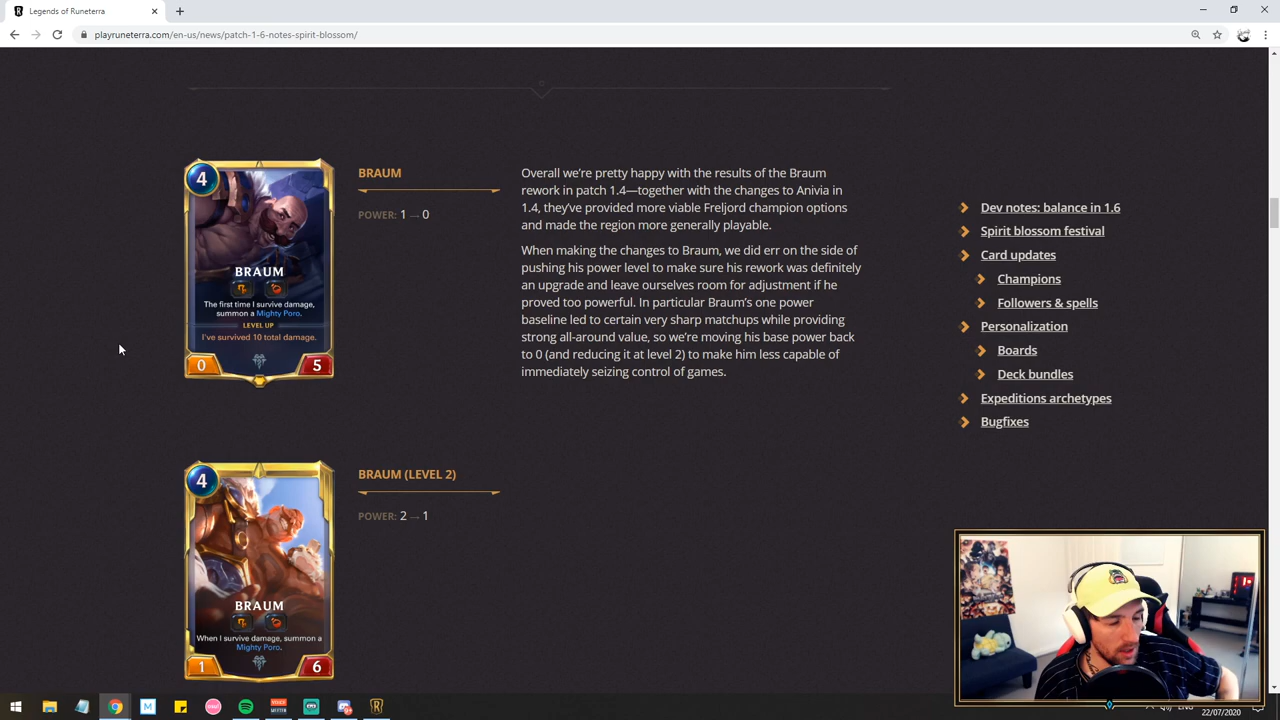 Legends of Runeterra
playruneterra.com/en-us/news/patch-1-6-notes-spirit-blossom/
4
BRAUM
The first time I survive damage,
summon a Mighty Poro.
LEVEL UP
I've survived 10 total damage.
0
5
BRAUM
POWER: 1 → 0
Overall we're pretty happy with the results of the Braum
rework in patch 1.4—together with the changes to Anivia in
1.4, they've provided more viable Freljord champion options
and made the region more generally playable.
When making the changes to Braum, we did err on the side of
pushing his power level to make sure his rework was definitely
an upgrade and leave ourselves room for adjustment if he
proved too powerful. In particular Braum's one power
baseline led to certain very sharp matchups while providing
strong all-around value, so we're moving his base power back
to 0 (and reducing it at level 2) to make him less capable of
immediately seizing control of games.
Dev notes: balance in 1.6
Spirit blossom festival
Card updates
Champions
Followers & spells
Personalization
Boards
Deck bundles
Expeditions archetypes
Bugfixes
4
BRAUM
When I survive damage, summon a
Mighty Poro.
1
6
BRAUM (LEVEL 2)
POWER: 2 → 1
22/07/2020